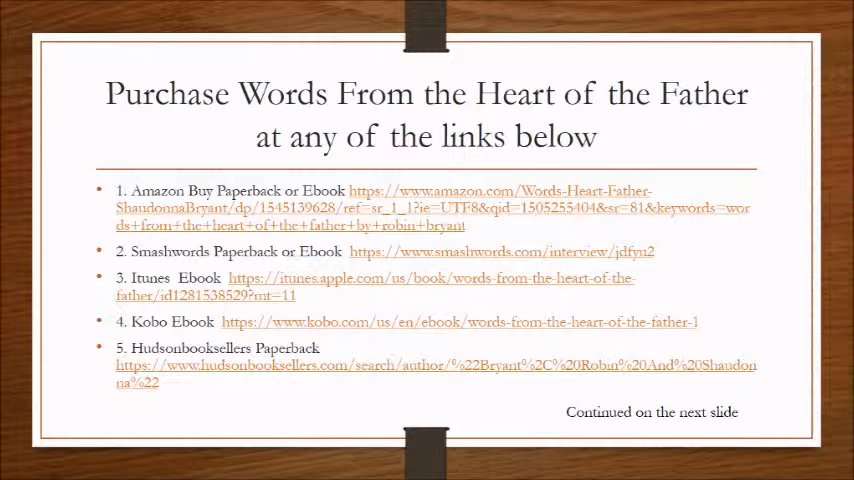 Purchase Words From the Heart of the Father
at any of the links below
• 1. Amazon Buy Paperback or Ebook https://www.amazon.com/Words-Heart-Father-
ShaudonnaBryant/dp/1545139628/ref=sr_1_1?ie=UTF8&qid=1505255404&sr=81&keywords=wor
ds+from+the+heart+of+the+father+by+robin+bryant
• 2. Smashwords Paperback or Ebook https://www.smashwords.com/interview/jdfyu2
• 3. Itunes Ebook https://itunes.apple.com/us/book/words-from-the-heart-of-the-
father/id1281538529?mt=11
• 4. Kobo Ebook https://www.kobo.com/us/en/ebook/words-from-the-heart-of-the-father-1
• 5. Hudsonbooksellers Paperback
https://www.hudsonbooksellers.com/search/author/%22Bryant%2C%20Robin%20And%20Shaudon
na%22
Continued on the next slide